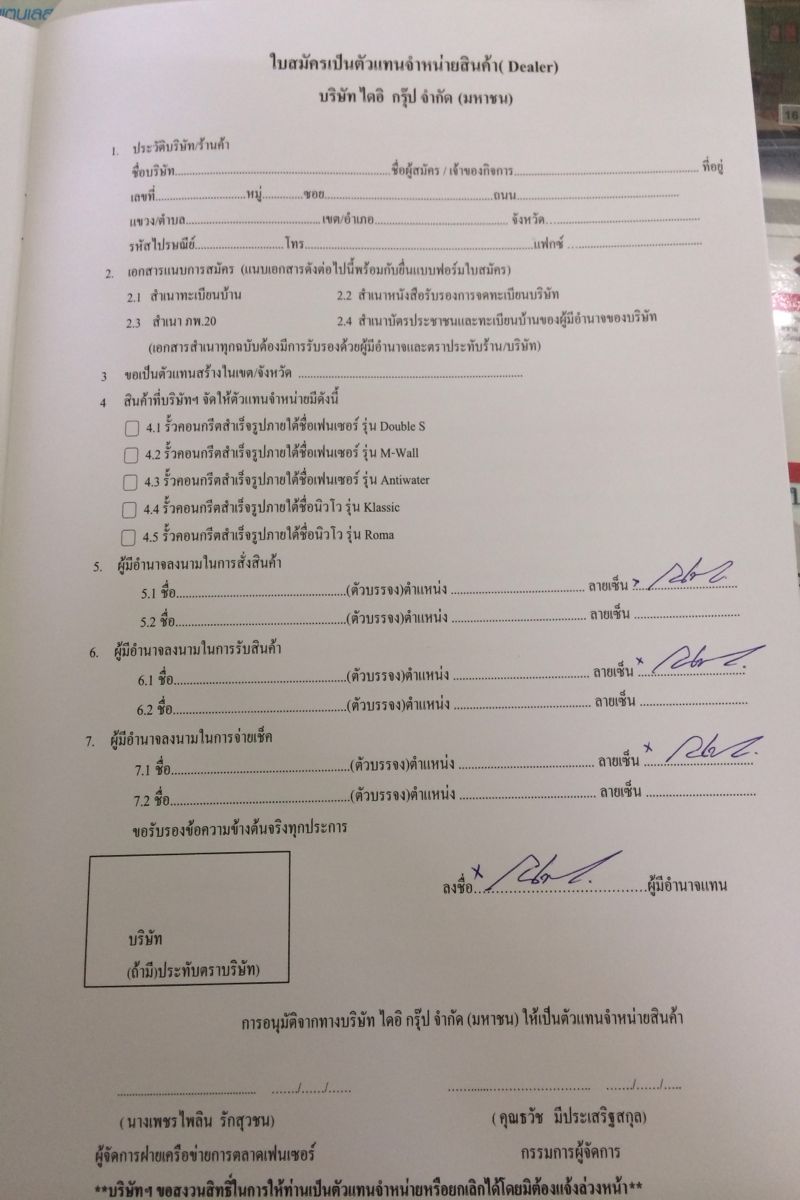 ใบสมัครเป็นตัวแทนจำหน่ายสินค้า( Dealer)
บริษัท ไดอิ กรุ๊ป จำกัด (มหาชน)
1. ประวัติบริษัท/ร้านค้า
ชื่อบริษัท..........ชื่อผู้สมัคร / เจ้าของกิจการ.......... ที่อยู่
เลขที่..........หมู่..........ซอย..........ถนน..........
แขวง/ตำบล..........เขต/อำเภอ.......... จังหวัด..........
รหัสไปรษณีย์..........โทร..........แฟกซ์ ..........
2. เอกสารแนบการสมัคร (แนบเอกสารดังต่อไปนี้พร้อมกับยื่นแบบฟอร์มใบสมัคร)
2.1 สำเนาทะเบียนบ้าน 2.2 สำเนาหนังสือรับรองการจดทะเบียนบริษัท
2.3 สำเนา ภพ.20 2.4 สำเนาบัตรประชาชนและทะเบียนบ้านของผู้มีอำนาจของบริษัท
(เอกสารสำเนาทุกฉบับต้องมีการรับรองด้วยผู้มีอำนาจและตราประทับร้าน/บริษัท)
3 ขอเป็นตัวแทนสร้างในเขต/จังหวัด ..........
4 สินค้าที่บริษัทฯ จัดให้ตัวแทนจำหน่ายมีดังนี้
4.1 รั้วคอนกรีตสำเร็จรูปภายใต้ชื่อเฟนเซอร์ รุ่น Double S
4.2 รั้วคอนกรีตสำเร็จรูปภายใต้ชื่อเฟนเซอร์ รุ่น M-Wall
4.3 รั้วคอนกรีตสำเร็จรูปภายใต้ชื่อเฟนเซอร์ รุ่น Antiwater
4.4 รั้วคอนกรีตสำเร็จรูปภายใต้ชื่อนิวโว รุ่น Klassic
4.5 รั้วคอนกรีตสำเร็จรูปภายใต้ชื่อนิวโว รุ่น Roma
5. ผู้มีอำนาจลงนามในการสั่งสินค้า
5.1 ชื่อ..........(ตัวบรรจง)ตำแหน่ง .......... ลายเซ็น x..........
5.2 ชื่อ..........(ตัวบรรจง)ตำแหน่ง .......... ลายเซ็น ..........
6. ผู้มีอำนาจลงนามในการรับสินค้า
6.1 ชื่อ..........(ตัวบรรจง)ตำแหน่ง .......... ลายเซ็น x..........
6.2 ชื่อ..........(ตัวบรรจง)ตำแหน่ง .......... ลายเซ็น ..........
7. ผู้มีอำนาจลงนามในการจ่ายเช็ค
7.1 ชื่อ..........(ตัวบรรจง)ตำแหน่ง .......... ลายเซ็น x..........
7.2 ชื่อ..........(ตัวบรรจง)ตำแหน่ง .......... ลายเซ็น ..........
ขอรับรองข้อความข้างต้นจริงทุกประการ
ลงชื่อ x..........ผู้มีอำนาจแทน
บริษัท
(ถ้ามี)ประทับตราบริษัท)
การอนุมัติจากทางบริษัท ไดอิ กรุ๊ป จำกัด (มหาชน) ให้เป็นตัวแทนจำหน่ายสินค้า
.......... ....../....../...... .......... ....../....../......
( นางเพชรไพลิน รักสุวชน) ( คุณธวัช มีประเสริฐสกุล)
ผู้จัดการฝ่ายเครือข่ายการตลาดเฟนเซอร์ กรรมการผู้จัดการ
**บริษัทฯ ขอสงวนสิทธิ์ในการให้ท่านเป็นตัวแทนจำหน่ายหรือยกเลิกได้โดยมิต้องแจ้งล่วงหน้า**
16